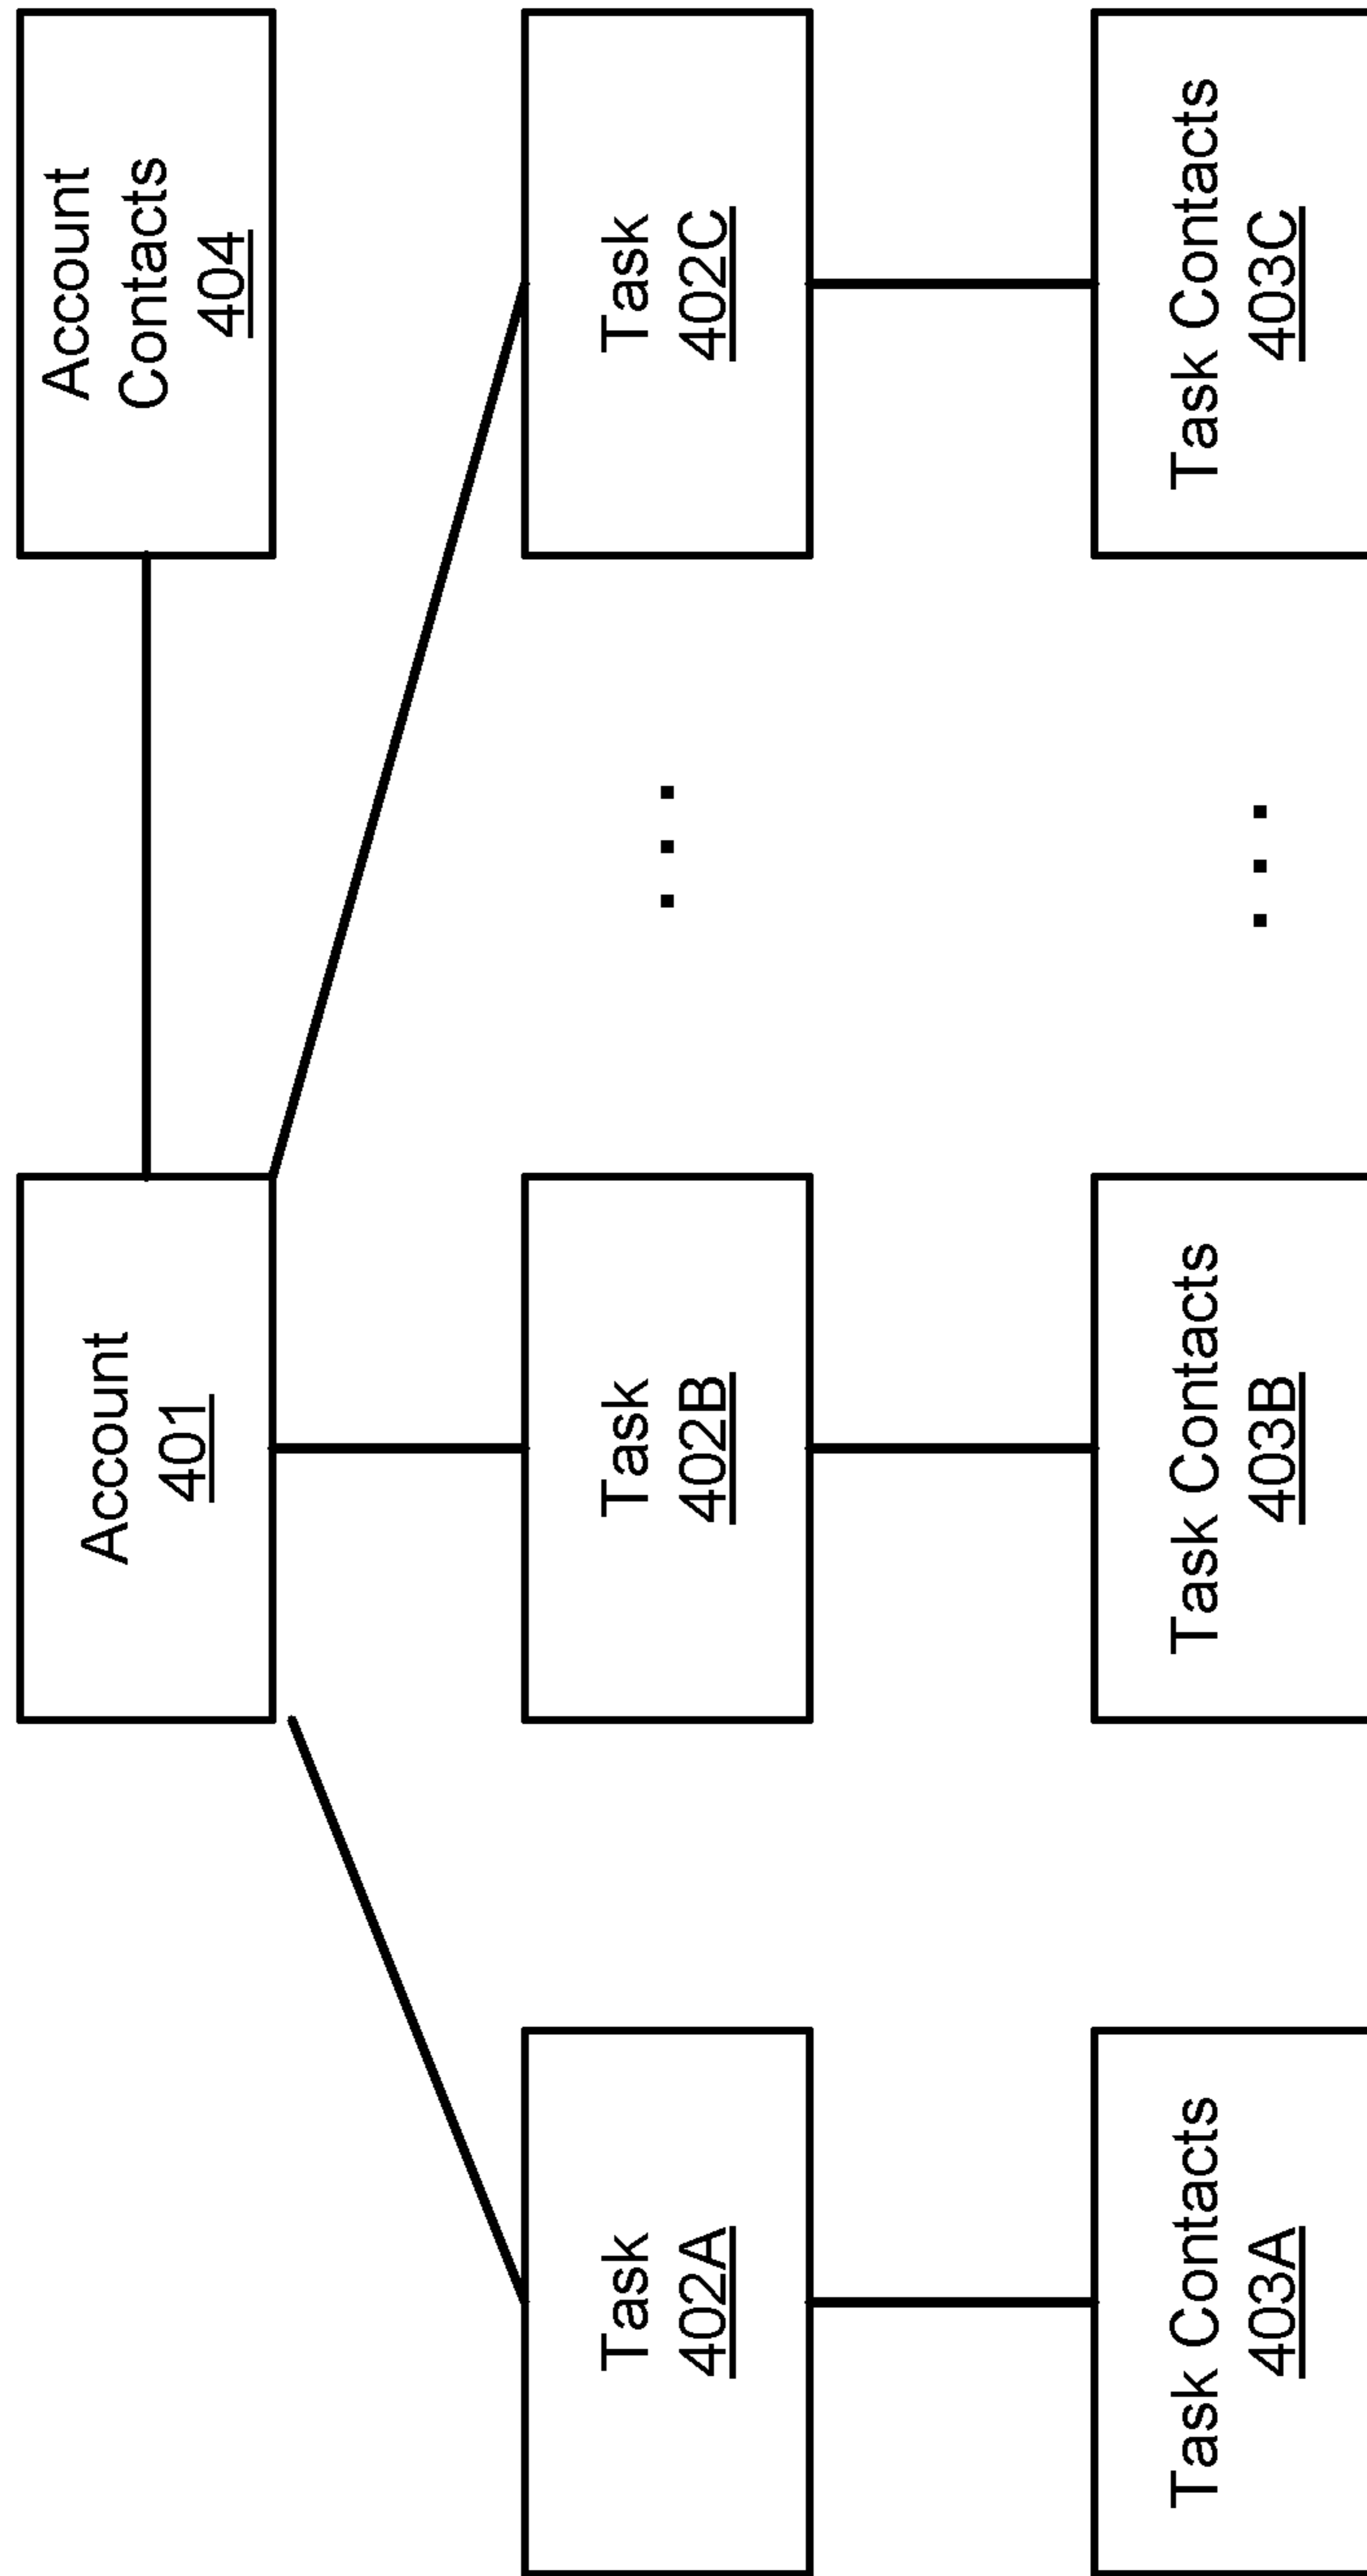 Account
401
Account
Contacts
404
Task
402A
Task
402B
. . .
Task
402C
Task Contacts
403A
Task Contacts
403B
. . .
Task Contacts
403C